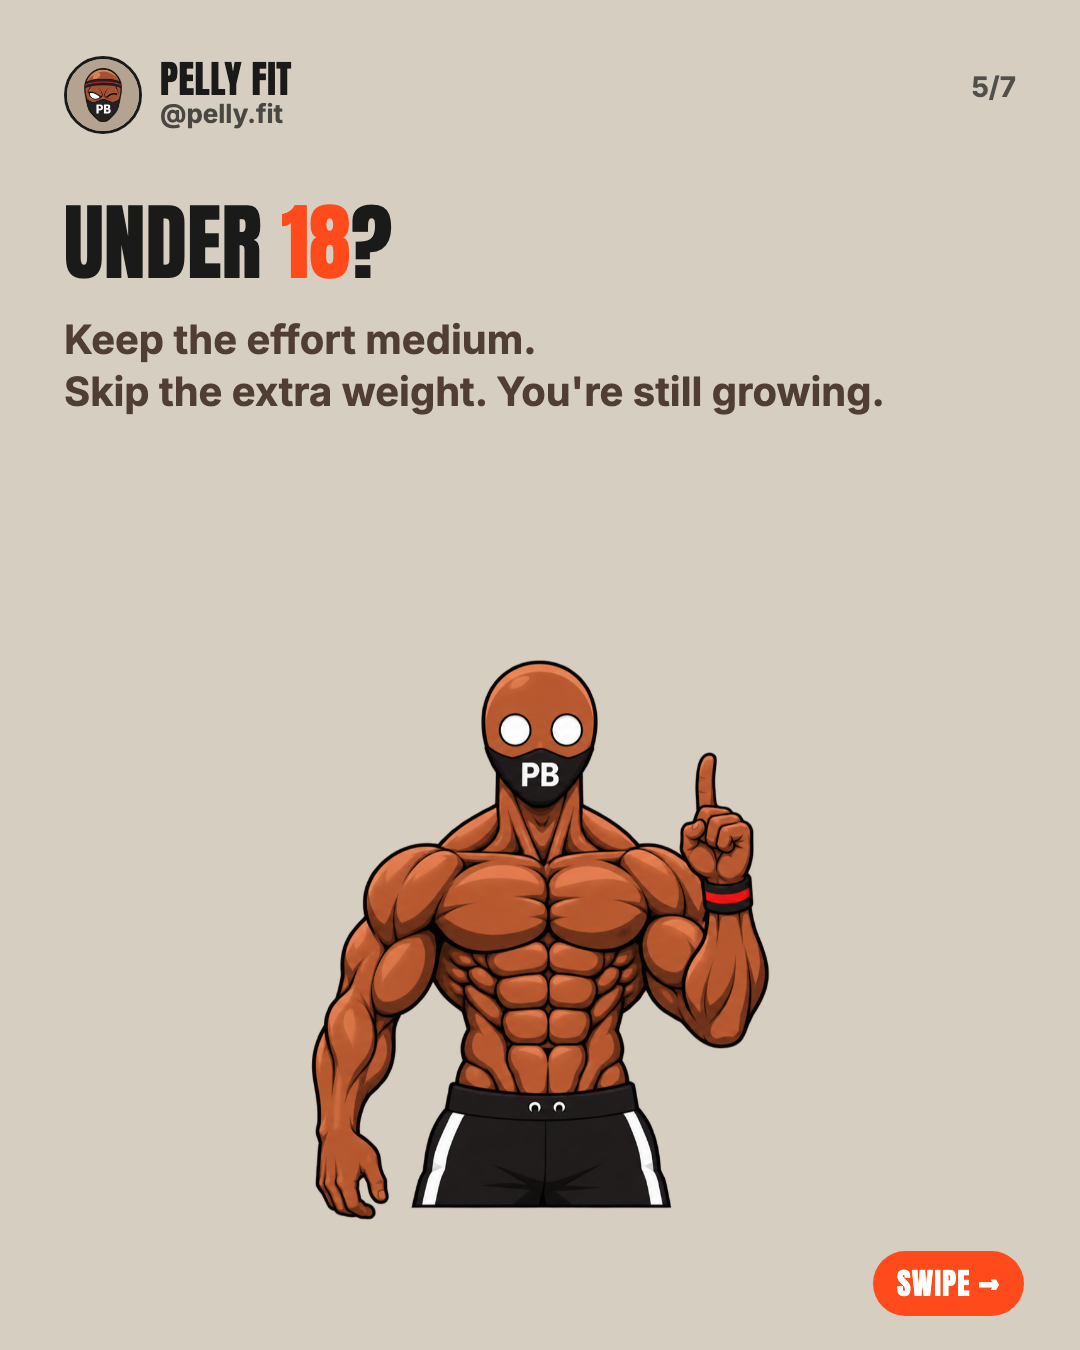 PELLY FIT
@pelly.fit
5/7
PB
UNDER 18?
Keep the effort medium.
Skip the extra weight. You're still growing.
PB
SWIPE →